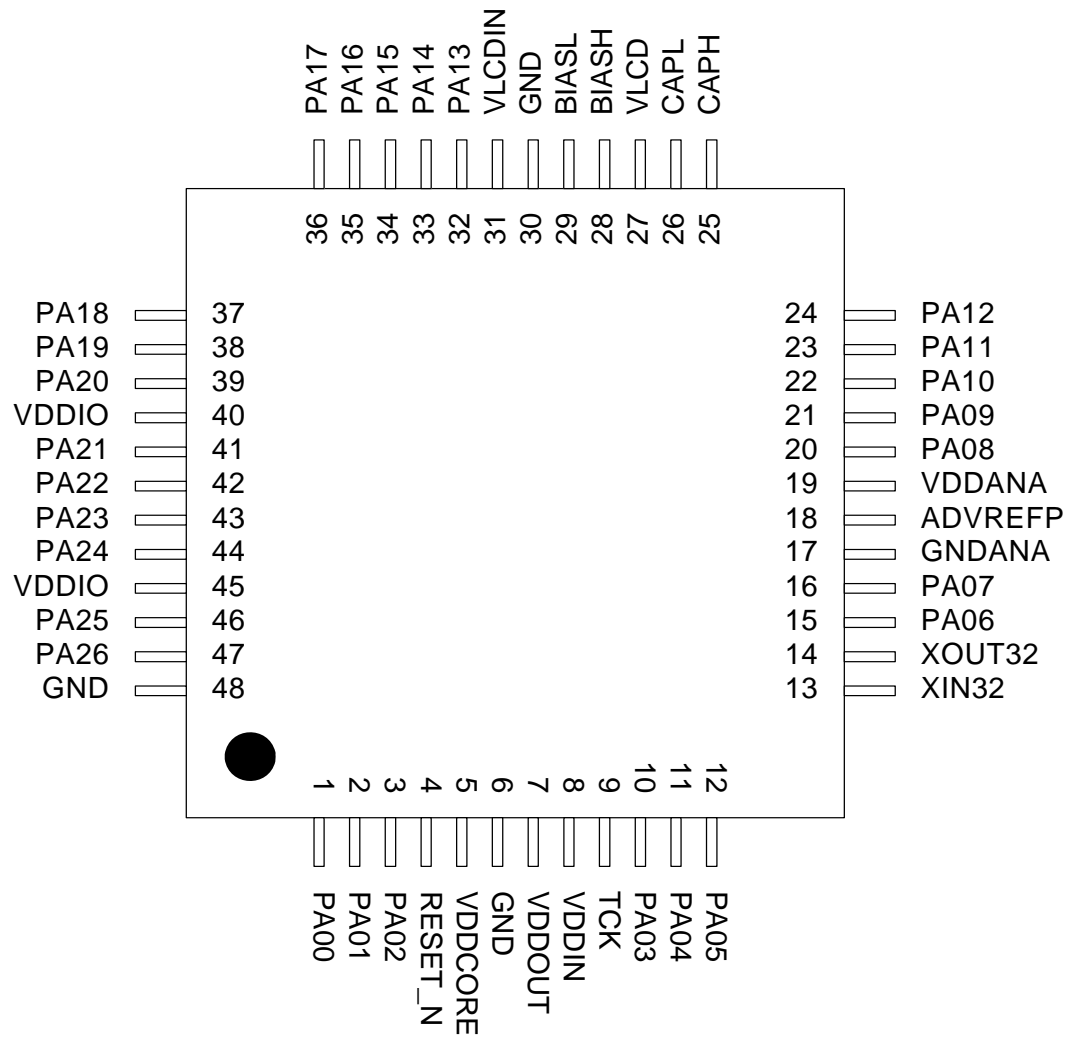 PA17
PA16
PA15
PA14
PA13
VLCDIN
GND
BIASL
BIASH
VLCD
CAPL
CAPH
36
35
34
33
32
31
30
29
28
27
26
25
PA18 37
PA19 38
PA20 39
VDDIO 40
PA21 41
PA22 42
PA23 43
PA24 44
VDDIO 45
PA25 46
PA26 47
GND 48
24 PA12
23 PA11
22 PA10
21 PA09
20 PA08
19 VDDANA
18 ADVREFP
17 GNDANA
16 PA07
15 PA06
14 XOUT32
13 XIN32
1
2
3
4
5
6
7
8
9
10
11
12
PA00
PA01
PA02
RESET_N
VDDCORE
GND
VDDOUT
VDDIN
TCK
PA03
PA04
PA05